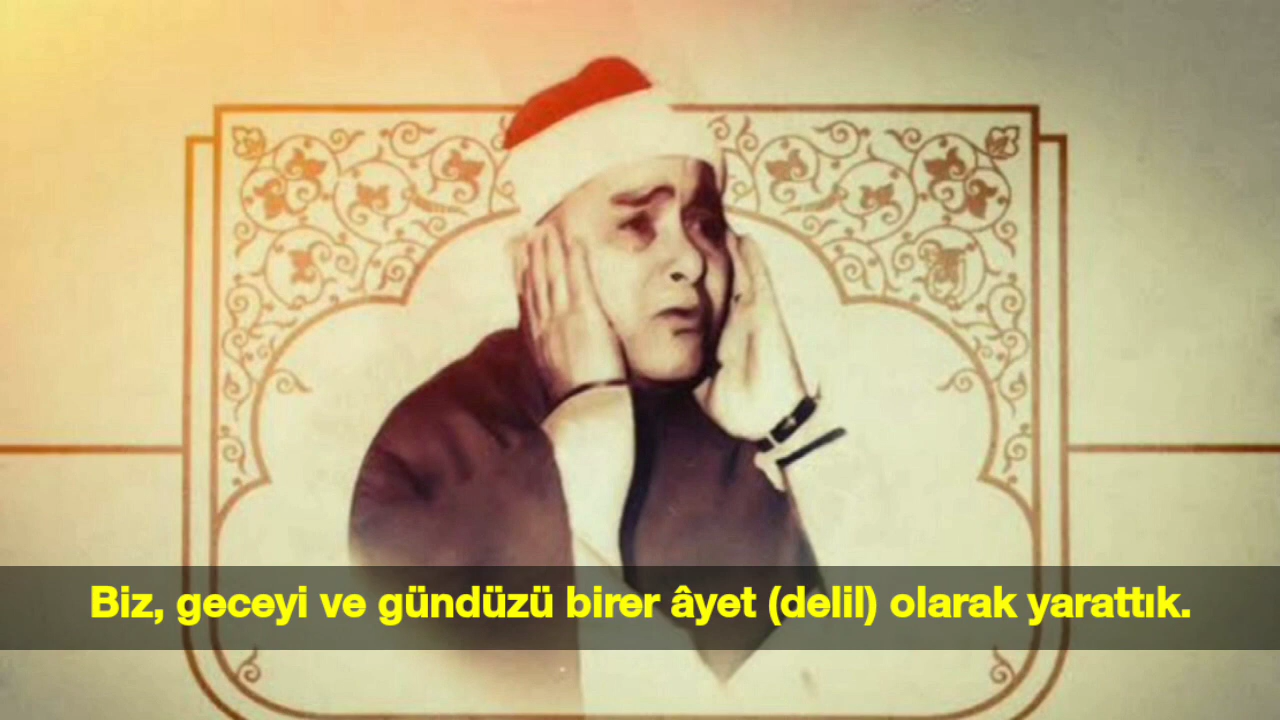 Biz, geceyi ve gündüzü birer âyet (delil) olarak yarattık.